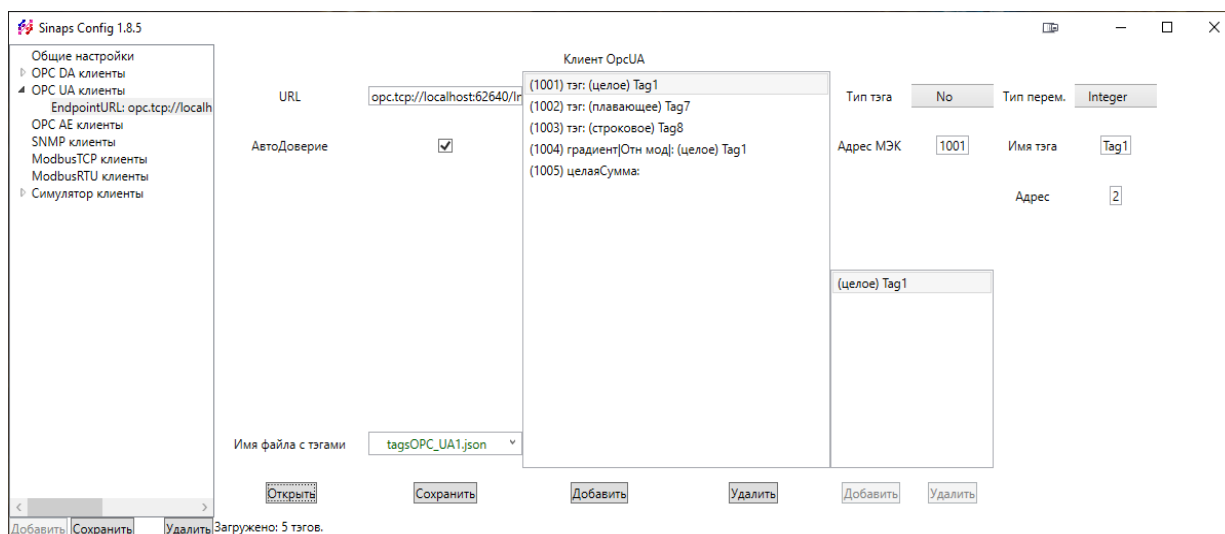 Sinaps Config 1.8.5
Общие настройки
OPC DA клиенты
OPC UA клиенты
EndpointURL: opc.tcp://localh
OPC AE клиенты
SNMP клиенты
ModbusTCP клиенты
ModbusRTU клиенты
Симулятор клиенты
Добавить Сохранить Удалить
Клиент OpcUA
URL opc.tcp://localhost:62640/In
АвтоДоверие
Имя файла с тэгами tagsOPC_UA1.json
Открыть Сохранить
Загружено: 5 тэгов.
(1001) тэг: (целое) Tag1
(1002) тэг: (плавающее) Tag7
(1003) тэг: (строковое) Tag8
(1004) градиент|Отн мод|: (целое) Tag1
(1005) целаяСумма:
Добавить Удалить
Тип тэга No Тип перем. Integer
Адрес МЭК 1001 Имя тэга Tag1
Адрес 2
(целое) Tag1
Добавить Удалить